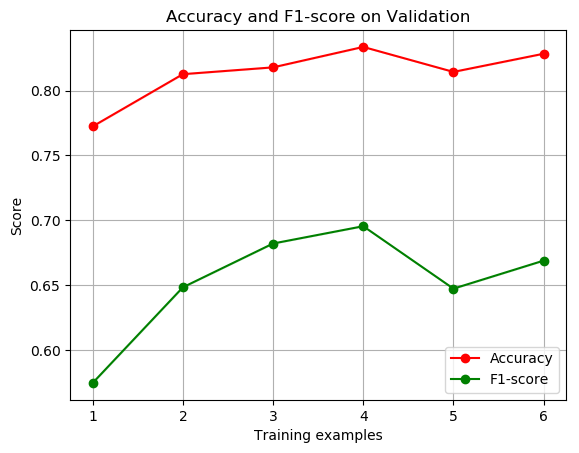 Accuracy and F1-score on Validation
Score
0.80
0.75
0.70
0.65
0.60
1 2 3 4 5 6
Training examples
Accuracy
F1-score